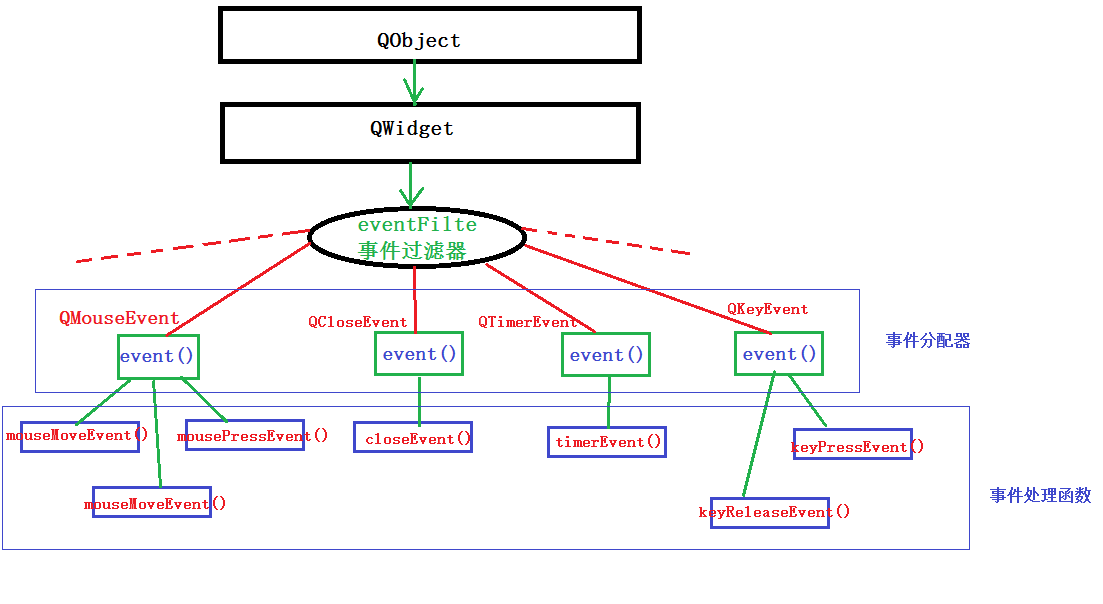 QObject
QWidget
eventFilte
事件过滤器
QMouseEvent
QCloseEvent
QTimerEvent
QKeyEvent
event()
event()
event()
event()
事件分配器
mouseMoveEvent()
mousePressEvent()
closeEvent()
timerEvent()
keyPressEvent()
mouseMoveEvent()
keyReleaseEvent()
事件处理函数